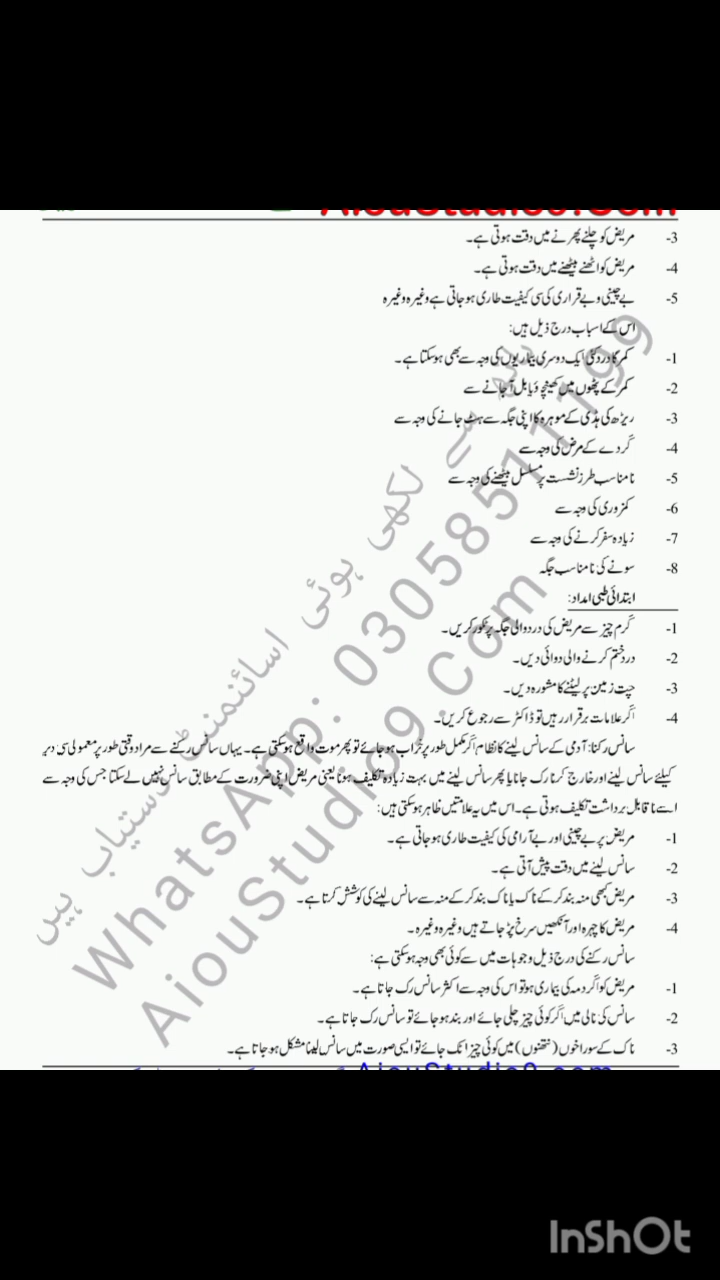 AiouStudio9.Com
3- مریض کو چلنے پھرنے میں دقت ہوتی ہے۔
4- مریض کو اٹھنے بیٹھنے میں دقت ہوتی ہے۔
5- بے چینی و بے قراری کی سی کیفیت طاری ہو جاتی ہے وغیرہ وغیرہ
اس کے اسباب درج ذیل ہیں:
1- کمر کا درد کئی ایک دوسری بیماریوں کی وجہ سے بھی ہو سکتا ہے۔
2- کمر کے پٹھوں میں کھینچاؤ یا بل آ جانے سے
3- ریڑھ کی ہڈی کے موہرہ کا اپنی جگہ سے ہٹ جانے کی وجہ سے
4- گردے کے مرض کی وجہ سے
5- نامناسب طرز نشست پر مسلسل بیٹھنے کی وجہ سے
6- کمزوری کی وجہ سے
7- زیادہ سفر کرنے کی وجہ سے
8- سونے کی نامناسب جگہ
ابتدائی طبی امداد:
1- گرم چیز سے مریض کی درد والی جگہ پر ٹکور کریں۔
2- درد ختم کرنے والی دوائی دیں۔
3- چت زمین پر لیٹنے کا مشورہ دیں۔
4- اگر علامات برقرار رہیں تو ڈاکٹر سے رجوع کریں۔
سانس رکنا: آدمی کے سانس لینے کا نظام اگر مکمل طور پر خراب ہو جائے تو پھر موت واقع ہو سکتی ہے۔ یہاں سانس رکنے سے مراد وقتی طور پر معمولی سی دیر
کیلئے سانس لینے اور خارج کرنا رک جانا یا پھر سانس لینے میں بہت زیادہ تکلیف ہونا یعنی مریض اپنی ضرورت کے مطابق سانس نہیں لے سکتا جس کی وجہ سے
اسے ناقابل برداشت تکلیف ہوتی ہے۔ اس میں یہ علامتیں ظاہر ہو سکتی ہیں:
1- مریض پر بے چینی اور بے آرامی کی کیفیت طاری ہو جاتی ہے۔
2- سانس لینے میں دقت پیش آتی ہے۔
3- مریض کبھی منہ بند کر کے ناک یا ناک بند کر کے منہ سے سانس لینے کی کوشش کرتا ہے۔
4- مریض کا چہرہ اور آنکھیں سرخ پڑ جاتے ہیں وغیرہ وغیرہ۔
سانس رکنے کی درج ذیل وجوہات میں سے کوئی بھی وجہ ہو سکتی ہے:
1- مریض کو اگر دمہ کی بیماری ہو تو اس کی وجہ سے اکثر سانس رک جاتا ہے۔
2- سانس کی نالی میں اگر کوئی چیز چلی جائے اور بند ہو جائے تو سانس رک جاتا ہے۔
3- ناک کے سوراخوں (نتھنوں) میں کوئی چیز اٹک جائے تو ایسی صورت میں سانس لینا مشکل ہو جاتا ہے۔
AiouStudio9.com
ہاتھ سے لکھی ہوئی اسائنمنٹ دستیاب ہیں
WhatsApp: 03058511199
AiouStudio9.Com
InShOt